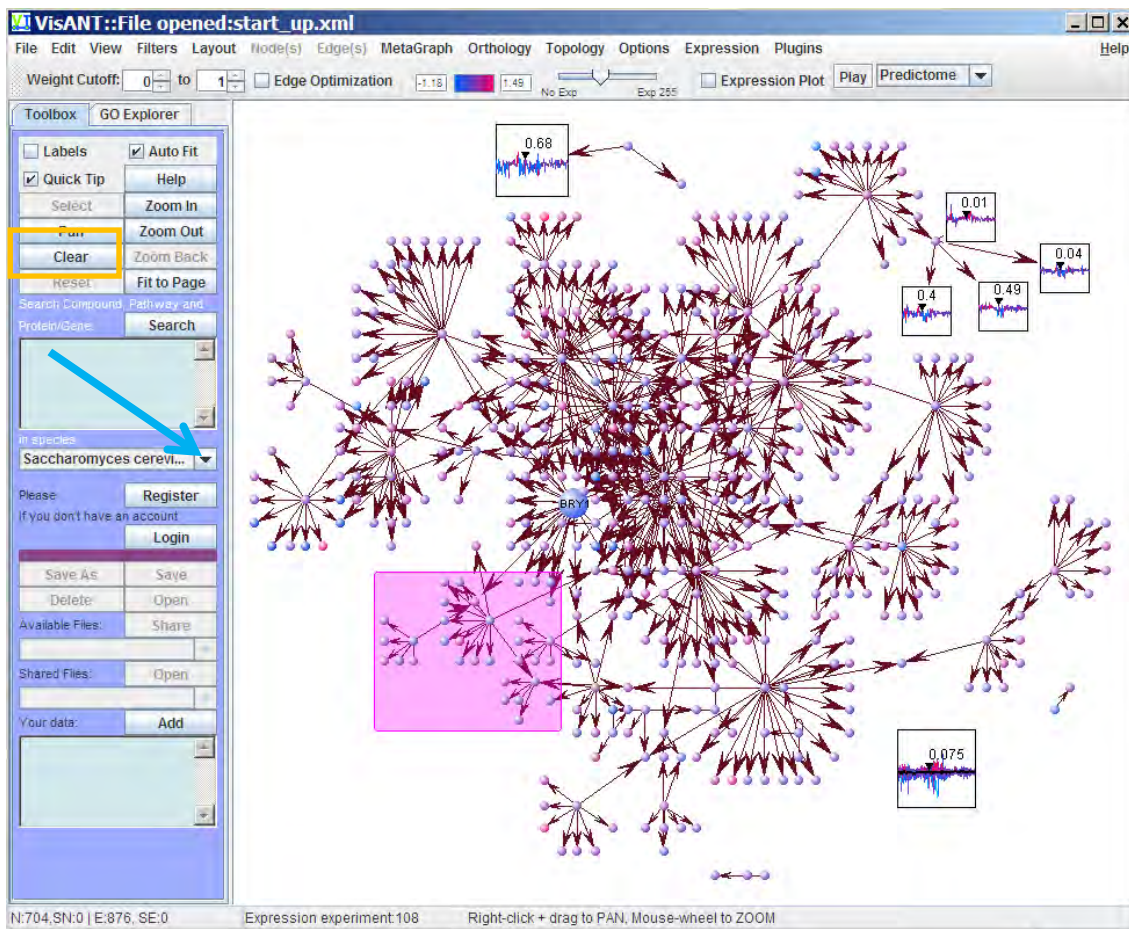 VisANT::File opened:start_up.xml
File Edit View Filters Layout Node(s) Edge(s) MetaGraph Orthology Topology Options Expression Plugins Help
Weight Cutoff: 0 to 1 Edge Optimization -1.18 1.49 No Exp Exp 255 Expression Plot Play Predictome
Toolbox GO Explorer
Labels Auto Fit
Quick Tip Help
Select Zoom In
Pan Zoom Out
Clear Zoom Back
Reset Fit to Page
Search Compound, Pathway and
Protein/Gene: Search
in species
Saccharomyces cerevi...
Please Register
if you don't have an account
Login
Save As Save
Delete Open
Available Files: Share
Shared Files: Open
Your data: Add
0.68
0.01
0.04
0.4
0.49
BRY1
0.075
N:704,SN:0 | E:876, SE:0 Expression experiment:108 Right-click + drag to PAN, Mouse-wheel to ZOOM